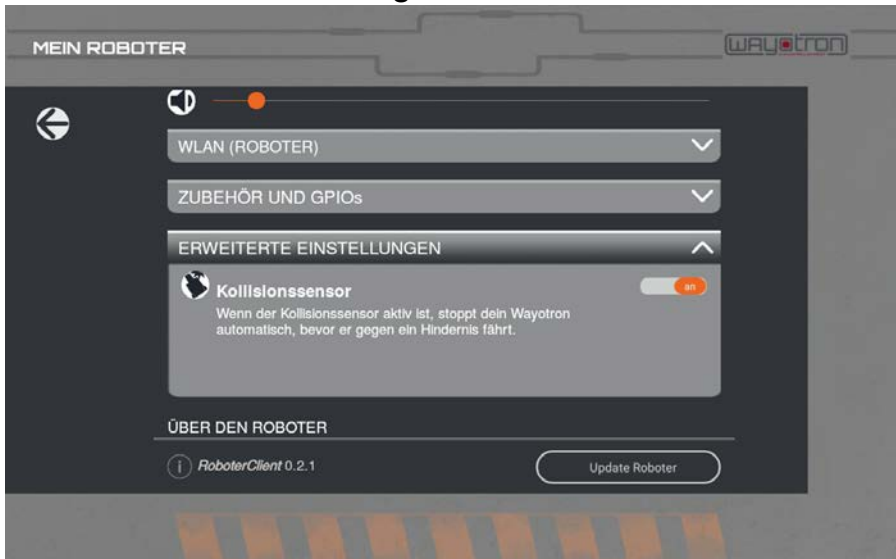 MEIN ROBOTER
wayotron
WLAN (ROBOTER)
ZUBEHÖR UND GPIOs
ERWEITERTE EINSTELLUNGEN
Kollisionssensor
an
Wenn der Kollisionssensor aktiv ist, stoppt dein Wayotron
automatisch, bevor er gegen ein Hindernis fährt.
ÜBER DEN ROBOTER
i RoboterClient 0.2.1
Update Roboter